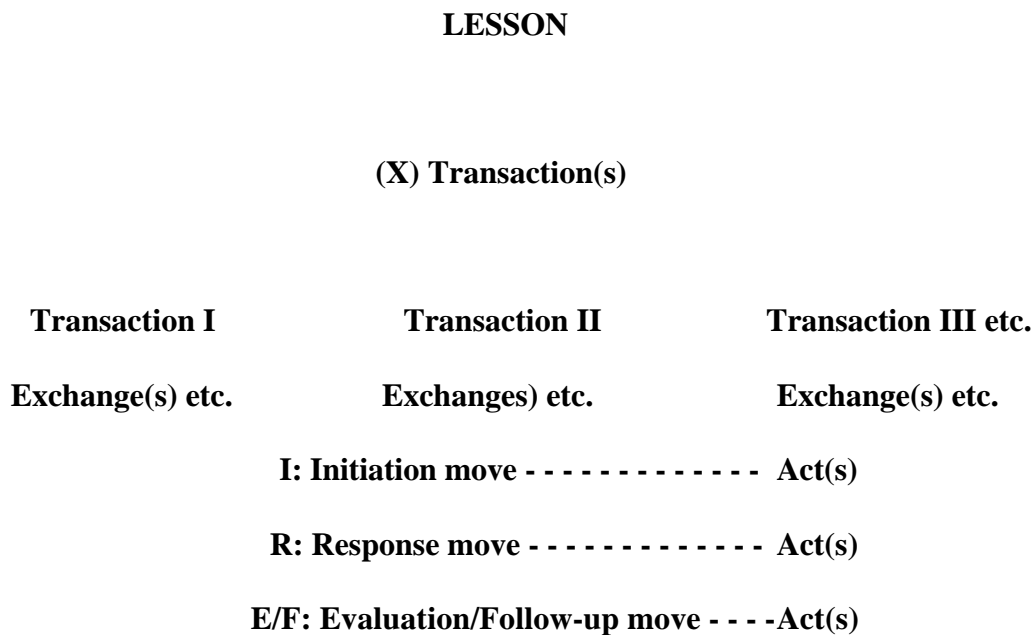 LESSON
(X) Transaction(s)
Transaction I Transaction II Transaction III etc.
Exchange(s) etc. Exchanges) etc. Exchange(s) etc.
I: Initiation move - - - - - - - - - - - - - Act(s)
R: Response move - - - - - - - - - - - - - Act(s)
E/F: Evaluation/Follow-up move - - - -Act(s)